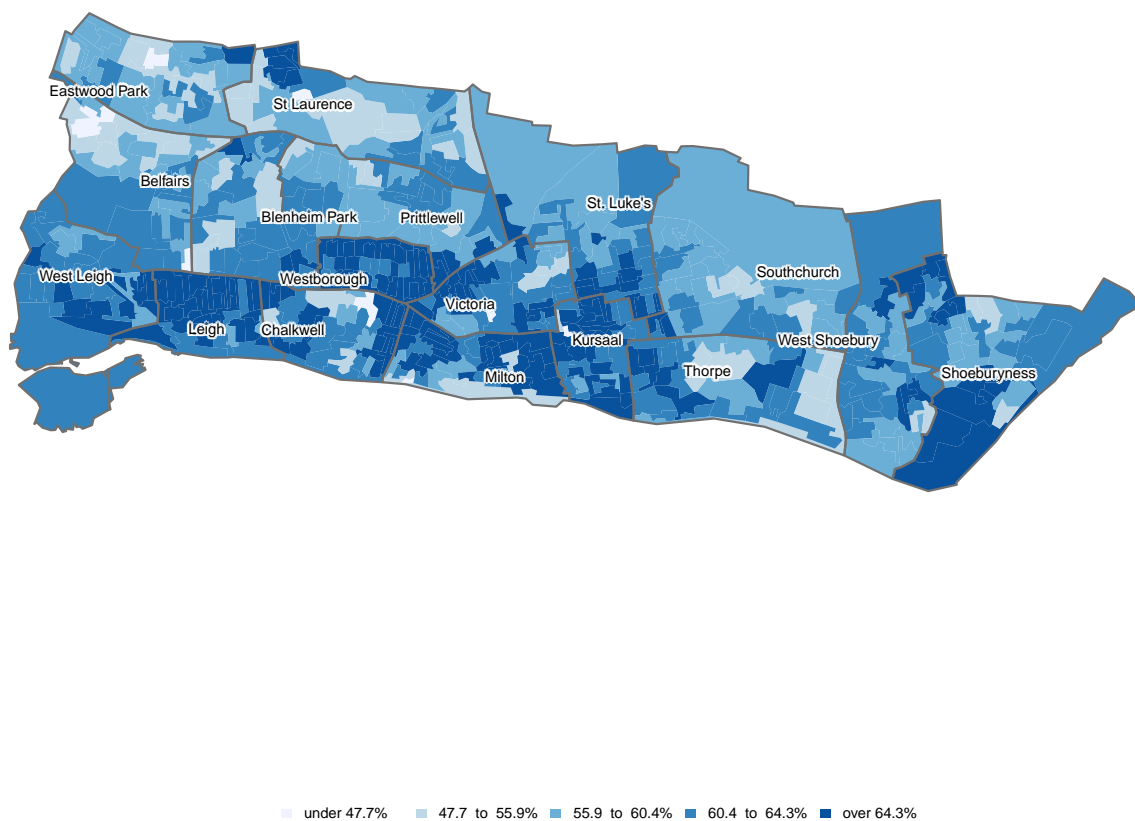 Eastwood Park
St Laurence
Belfairs
St. Luke's
Blenheim Park
Prittlewell
West Leigh
Westborough
Southchurch
Victoria
Leigh
Chalkwell
Kursaal
West Shoebury
Thorpe
Milton
Shoeburyness
under 47.7% 47.7 to 55.9% 55.9 to 60.4% 60.4 to 64.3% over 64.3%